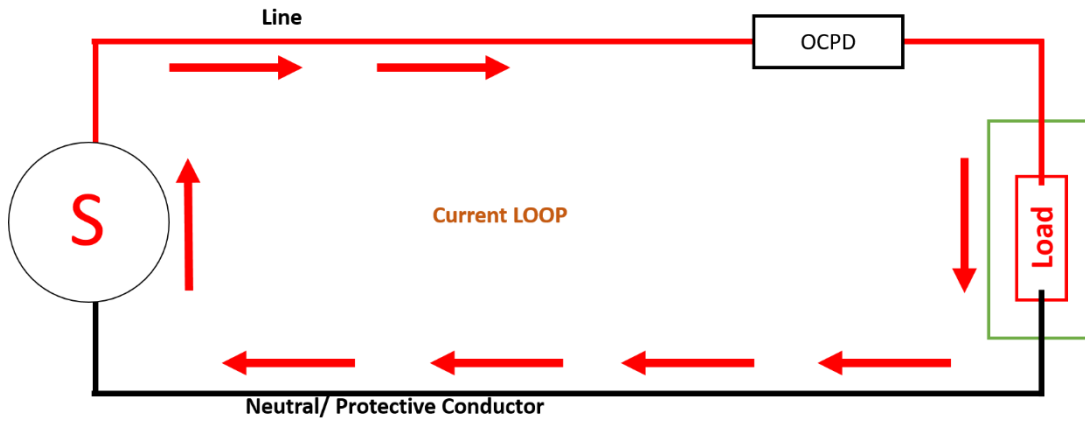 Line
OCPD
S
Current LOOP
Load
Neutral/ Protective Conductor